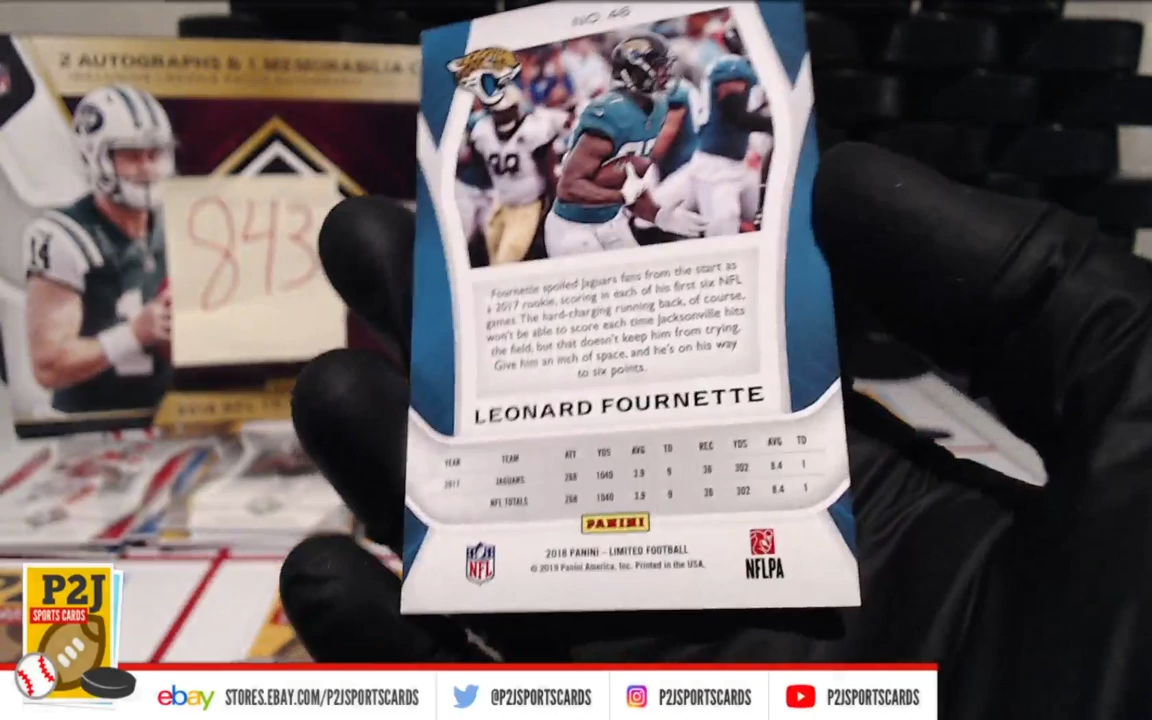 2 AUTOGRAPHS & 1 MEMORABILIA
14
843
NO. 46
Fournette spoiled Jaguars fans from the start as
a 2017 rookie, scoring in each of his first six NFL
games. The hard-charging running back, of course,
won't be able to score each time Jacksonville hits
the field, but that doesn't keep him from trying.
Give him an inch of space, and he's on his way
to six points.
LEONARD FOURNETTE
YEAR TEAM ATT YDS AVG TD REC YDS AVG TD
2017 JAGUARS 268 1040 3.9 9 36 302 8.4 1
NFL TOTALS 268 1040 3.9 9 36 302 8.4 1
PANINI
NFL
2018 PANINI - LIMITED FOOTBALL
© 2019 Panini America, Inc. Printed in the USA.
NFLPA
P2J
SPORTS CARDS
ebay STORES.EBAY.COM/P2JSPORTSCARDS
@P2JSPORTSCARDS
P2JSPORTSCARDS
P2JSPORTSCARDS